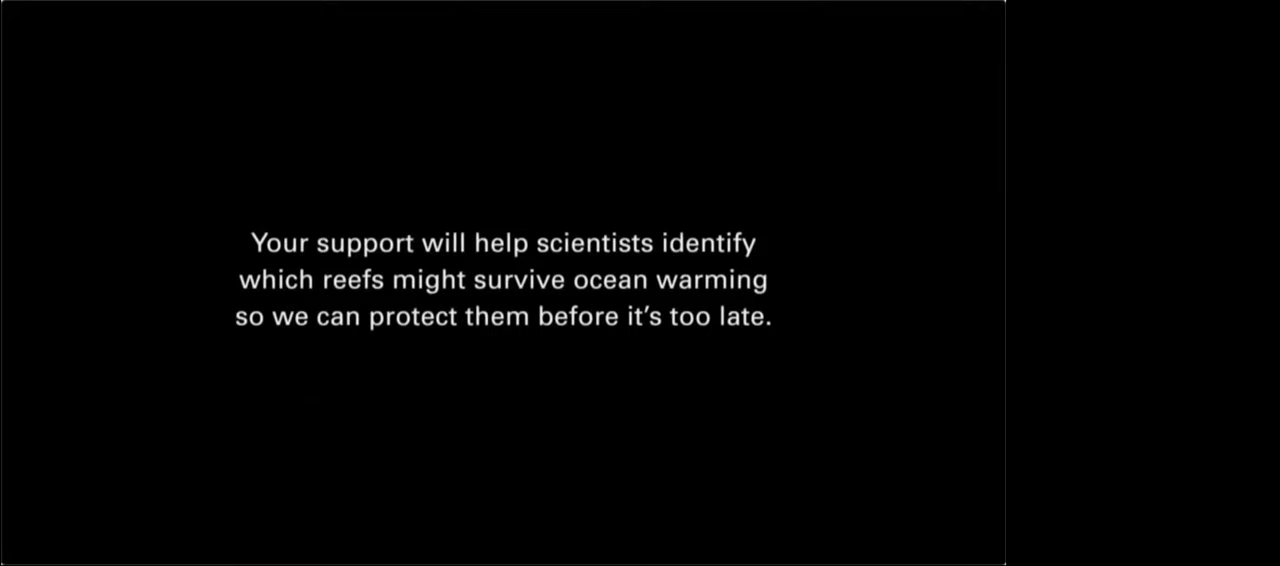 Your support will help scientists identify
which reefs might survive ocean warming
so we can protect them before it’s too late.